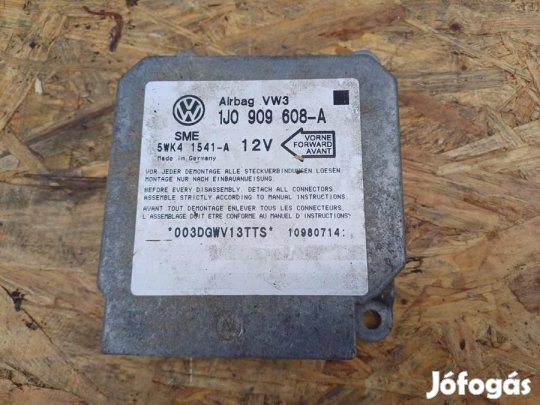 Airbag VW3
1J0 909 608-A
SME
5WK4 1541-A 12V
Made in Germany
VORNE
FORWARD
AVANT
VOR JEDER DEMONTAGE ALLE STECKVERBINDUNGEN LOESEN
MONTAGE NUR NACH EINBAUANWEISUNG.
BEFORE EVERY DISASSEMBLY, DETACH ALL CONNECTORS
ASSEMBLE STRICTLY ACCORDING TO MANUAL INSTRUCTIONS.
AVANT TOUT DEMONTAGE ENLEVER TOUS LES CONNECTEURS.
L'ASSEMBLAGE DOIT ETRE CONFORME AU MANUEL D'INSTRUCTIONS
*003DGWV13TTS* 10980714:
Jófogás